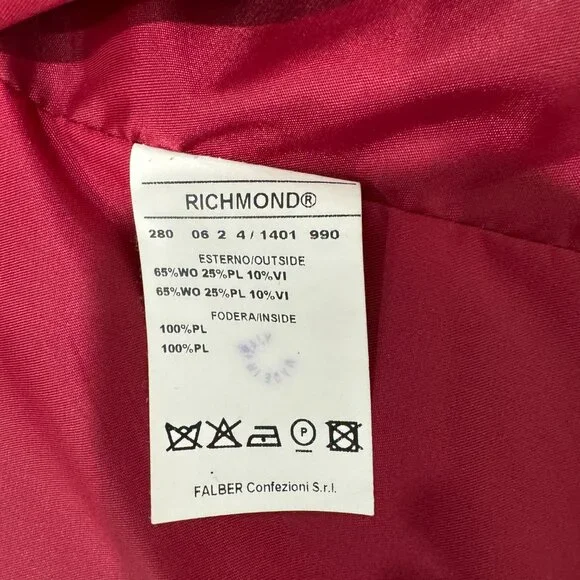 RICHMOND®
280 06 2 4/1401 990
ESTERNO/OUTSIDE
65%WO 25%PL 10%VI
65%WO 25%PL 10%VI
FODERA/INSIDE
100%PL
100%PL
P
FALBER Confezioni S.r.l.